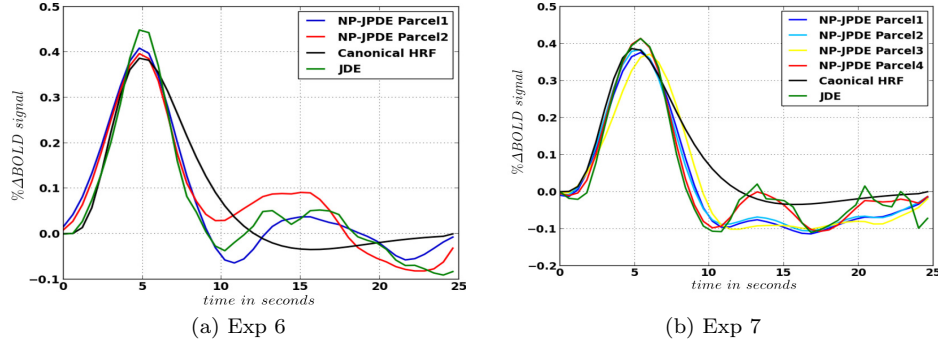 0.5
0.4
0.3
0.2
0.1
0.0
−0.1
%ΔBOLD signal
NP-JPDE Parcel1
NP-JPDE Parcel2
Canonical HRF
JDE
0 5 10 15 20 25
time in seconds
(a) Exp 6
0.5
0.4
0.3
0.2
0.1
0.0
−0.1
−0.2
%ΔBOLD signal
NP-JPDE Parcel1
NP-JPDE Parcel2
NP-JPDE Parcel3
NP-JPDE Parcel4
Caonical HRF
JDE
0 5 10 15 20 25
time in seconds
(b) Exp 7